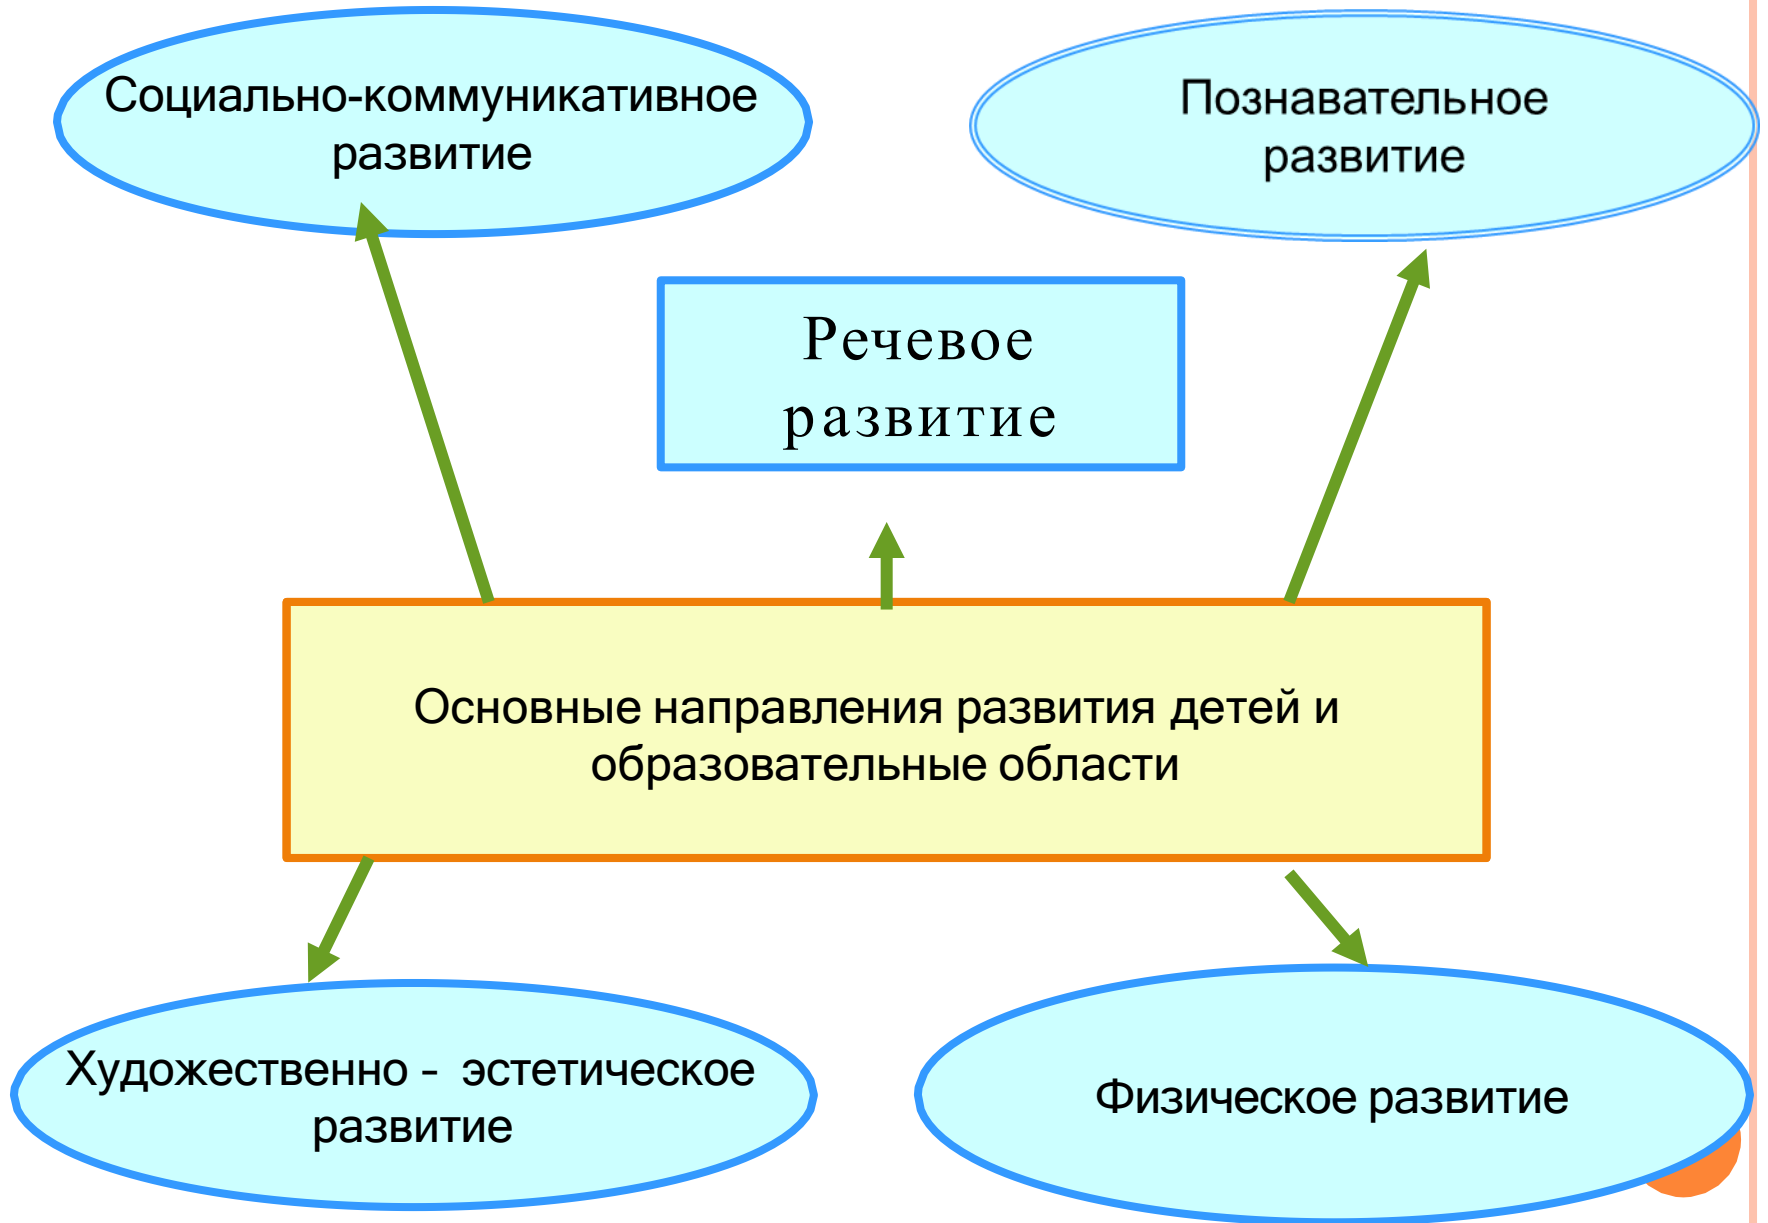 Социально-коммуникативное
развитие
Познавательное
развитие
Речевое
развитие
Основные направления развития детей и
образовательные области
Художественно - эстетическое
развитие
Физическое развитие